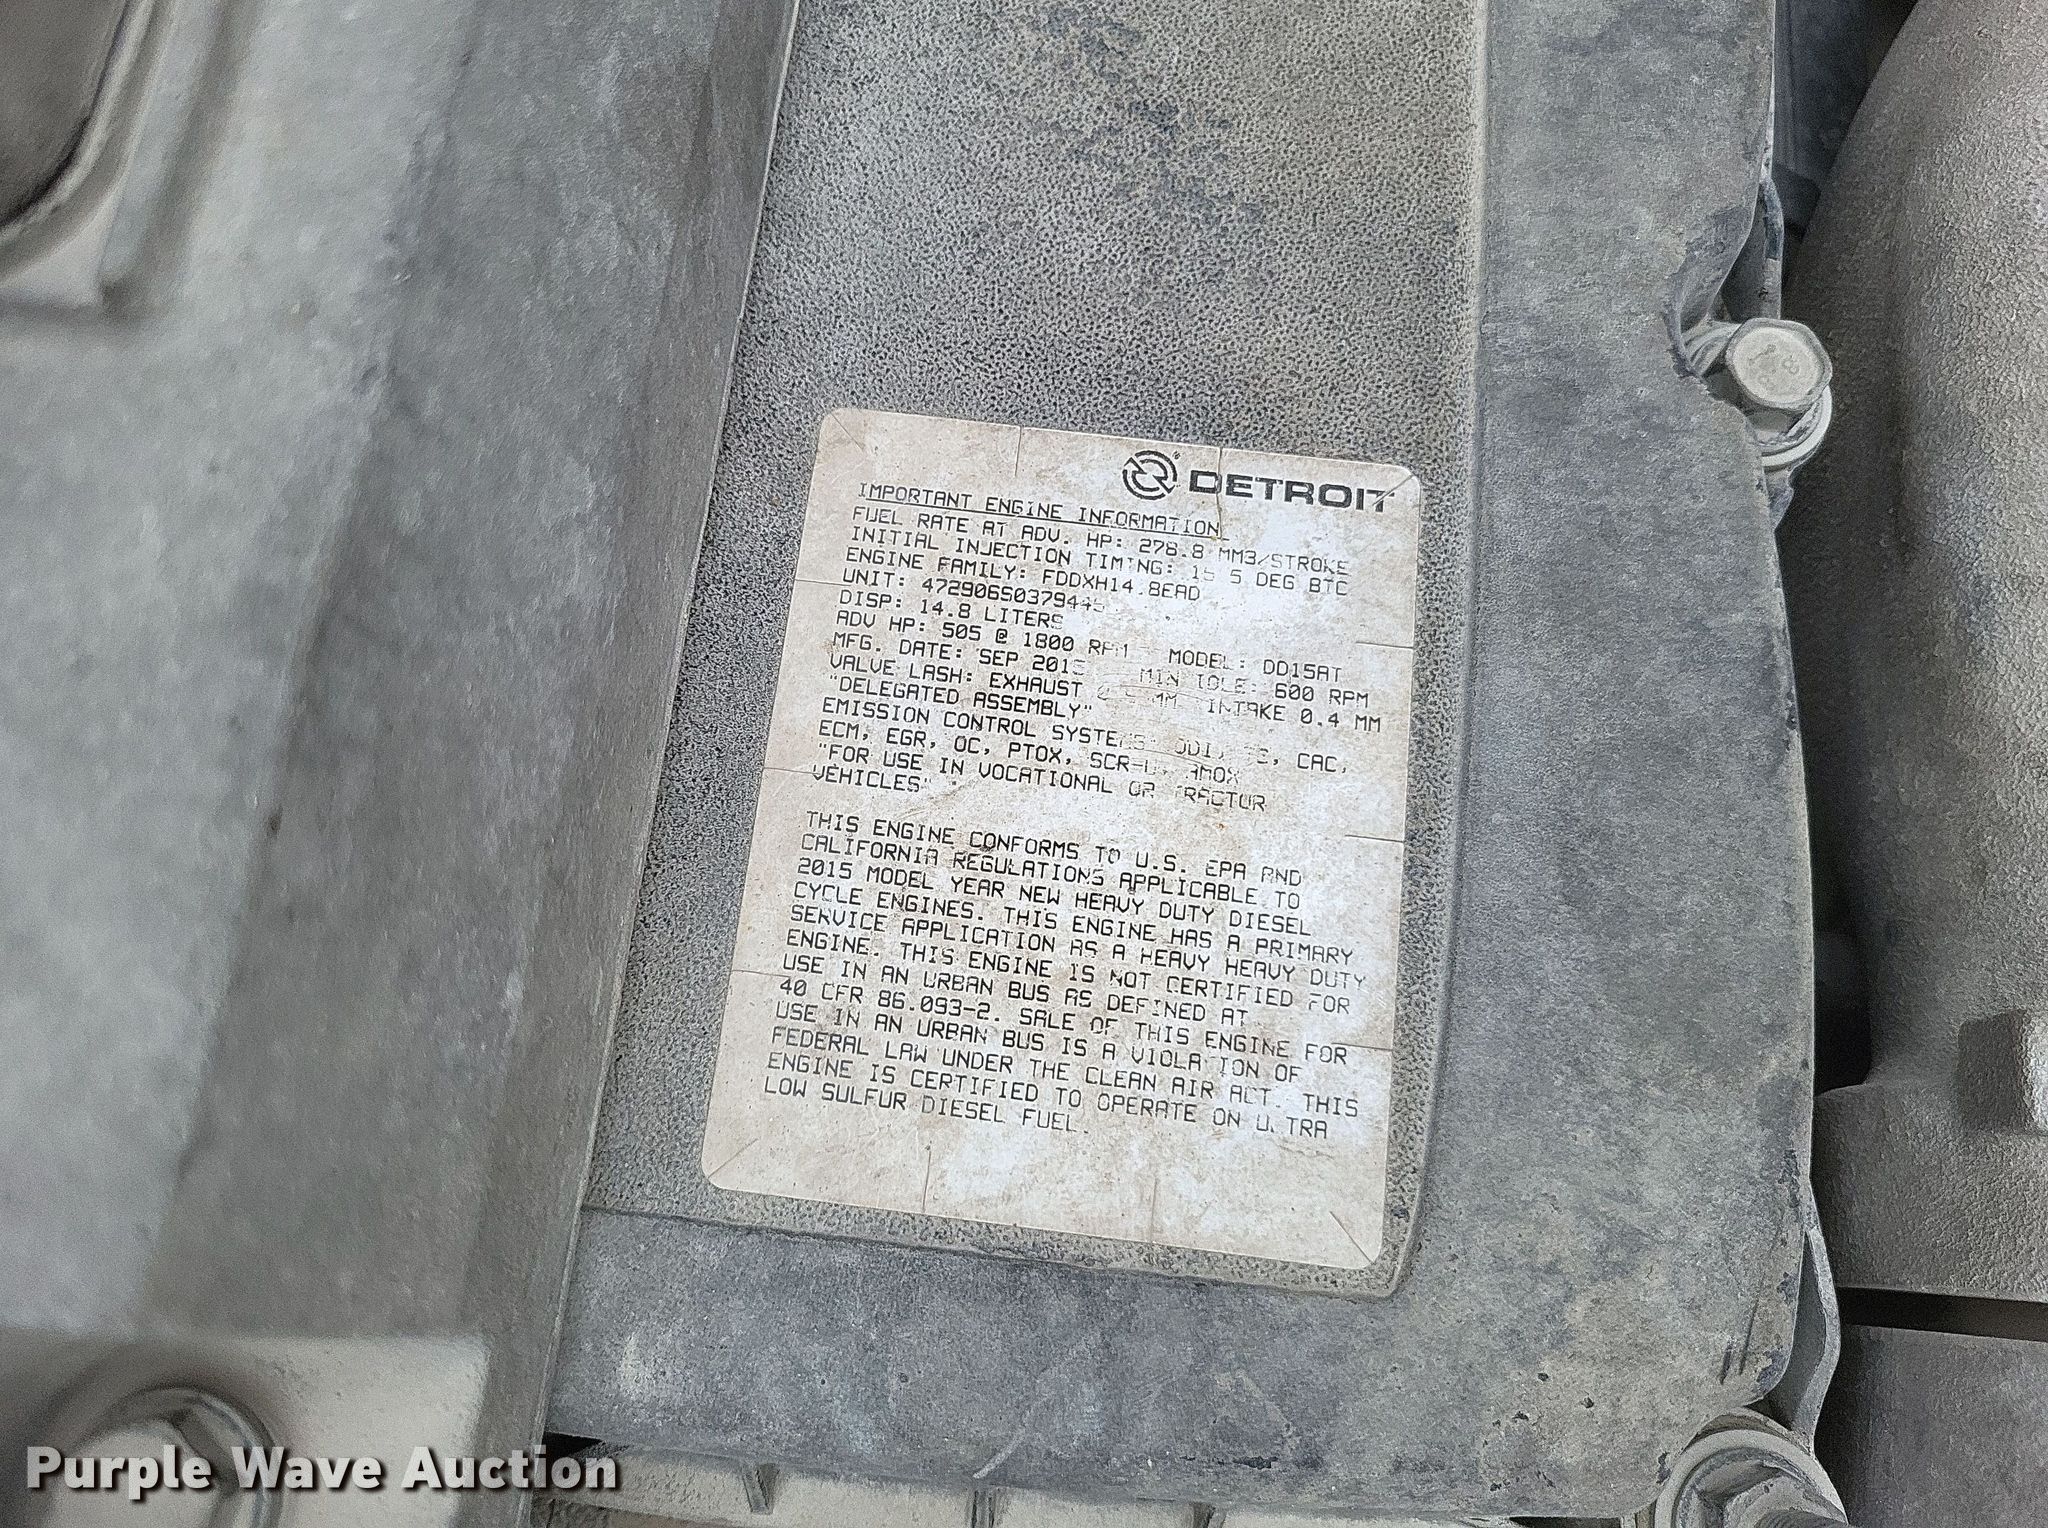 DETROIT
IMPORTANT ENGINE INFORMATION
FUEL RATE AT ADV. HP: 278.8 MM3/STROKE
INITIAL INJECTION TIMING: DEG BTC
ENGINE FAMILY: FDDXH14.8EAD
UNIT:
DISP: 14.8 LITERS
ADV HP: 505 @ 1800 RPM MODEL: DD15AT
MFG. DATE: SEP MIN IDLE: 600 RPM
VALVE LASH: EXHAUST MM INTAKE 0.4 MM
"DELEGATED ASSEMBLY"
EMISSION CONTROL SYSTEMS CAC,
ECM, EGR, OC, PTOX,
"FOR USE IN VOCATIONAL OR TRACTOR
VEHICLES"
THIS ENGINE CONFORMS TO U.S. EPA AND
CALIFORNIA REGULATIONS APPLICABLE TO
2015 MODEL YEAR NEW HEAVY DUTY DIESEL
CYCLE ENGINES. THIS ENGINE HAS A PRIMARY
SERVICE APPLICATION AS A HEAVY HEAVY DUTY
ENGINE. THIS ENGINE IS NOT CERTIFIED FOR
USE IN AN URBAN BUS AS DEFINED AT
40 CFR 86.093-2. SALE OF THIS ENGINE FOR
USE IN AN URBAN BUS IS A VIOLATION OF
FEDERAL LAW UNDER THE CLEAN AIR ACT. THIS
ENGINE IS CERTIFIED TO OPERATE ON ULTRA
LOW SULFUR DIESEL FUEL.
8.8
Purple Wave Auction